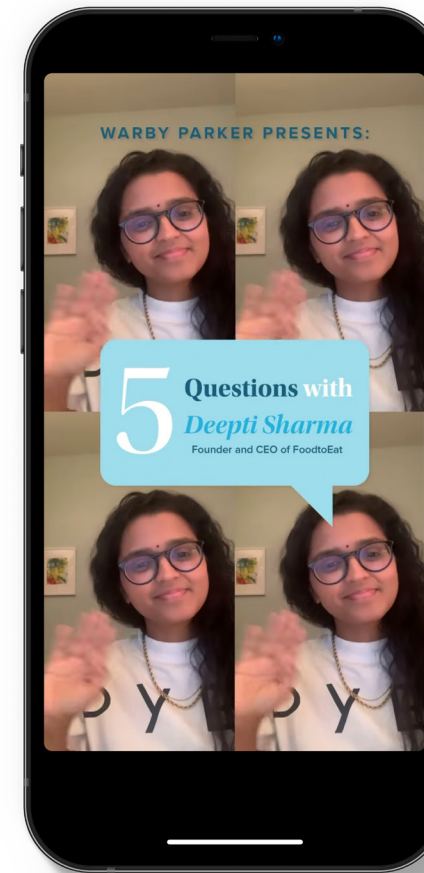 WARBY PARKER PRESENTS:
5 Questions with
Deepti Sharma
Founder and CEO of FoodtoEat